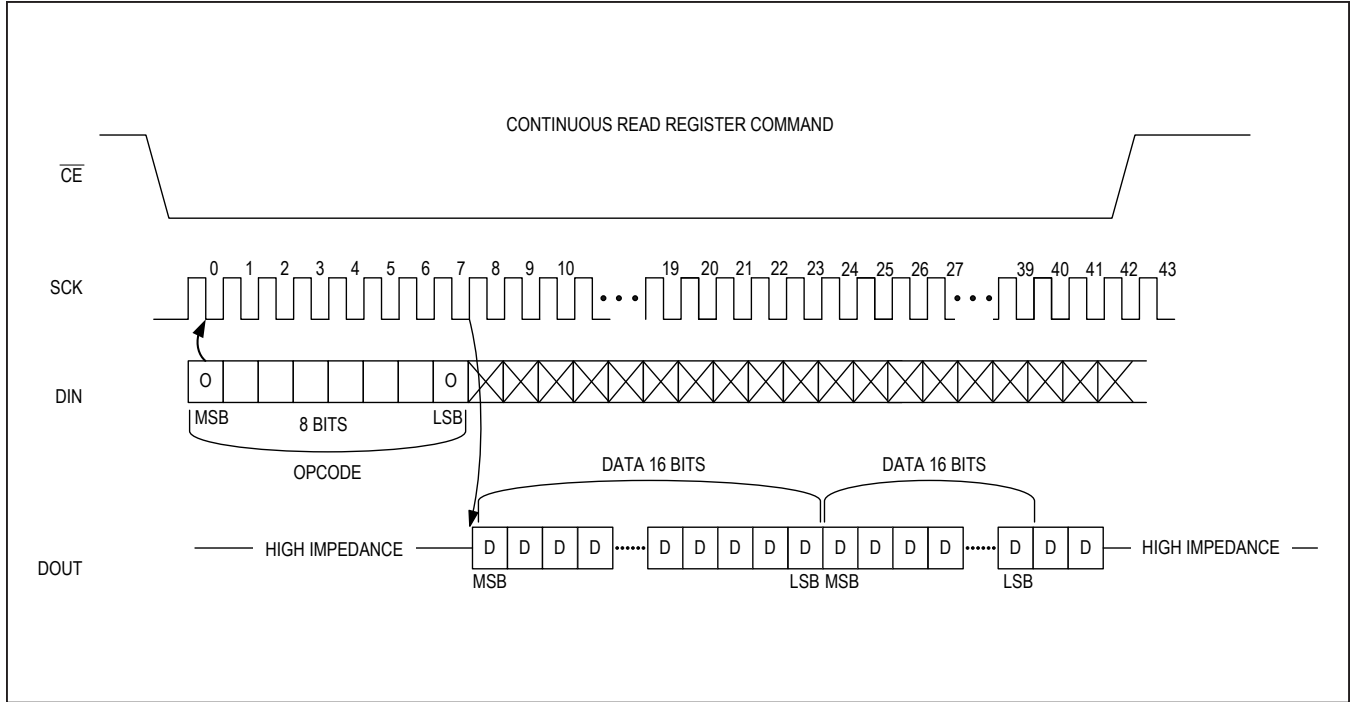 CONTINUOUS READ REGISTER COMMAND
CE
SCK
0 1 2 3 4 5 6 7 8 9 10 19 20 21 22 23 24 25 26 27 39 40 41 42 43
DIN
O O
MSB 8 BITS LSB
OPCODE
DATA 16 BITS DATA 16 BITS
DOUT
HIGH IMPEDANCE D D D D D D D D D D D D D D D D HIGH IMPEDANCE
MSB LSB MSB LSB